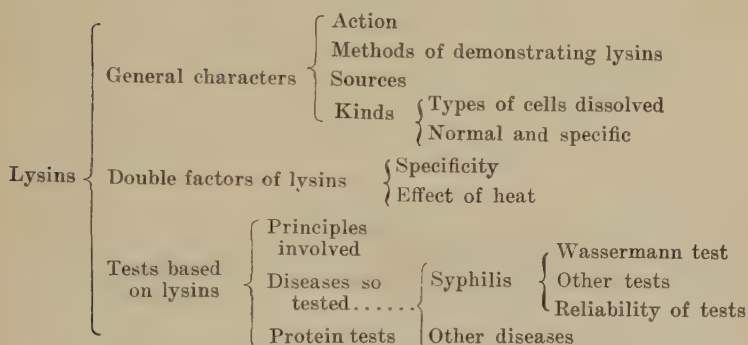 Lysins
General characters
Action
Methods of demonstrating lysins
Sources
Kinds
Types of cells dissolved
Normal and specific
Double factors of lysins
Specificity
Effect of heat
Tests based
on lysins
Principles
involved
Diseases so
tested......
Syphilis
Wassermann test
Other tests
Reliability of tests
Other diseases
Protein tests